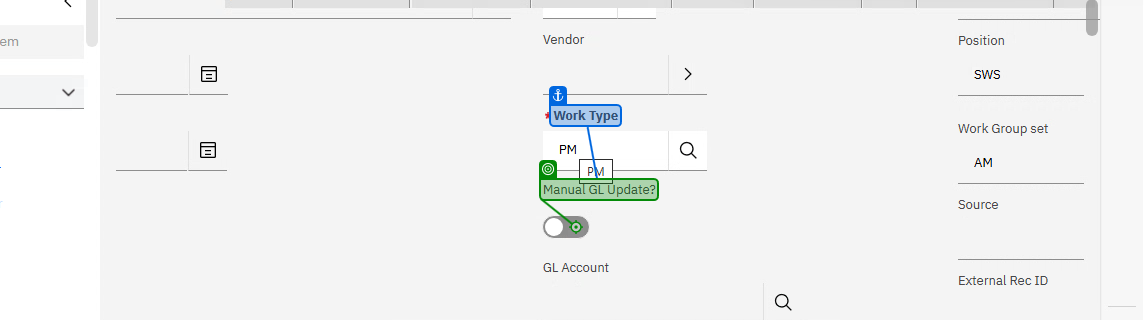 em
Vendor
* Work Type
PM
PM
Manual GL Update?
GL Account
Position
SWS
Work Group set
AM
Source
External Rec ID